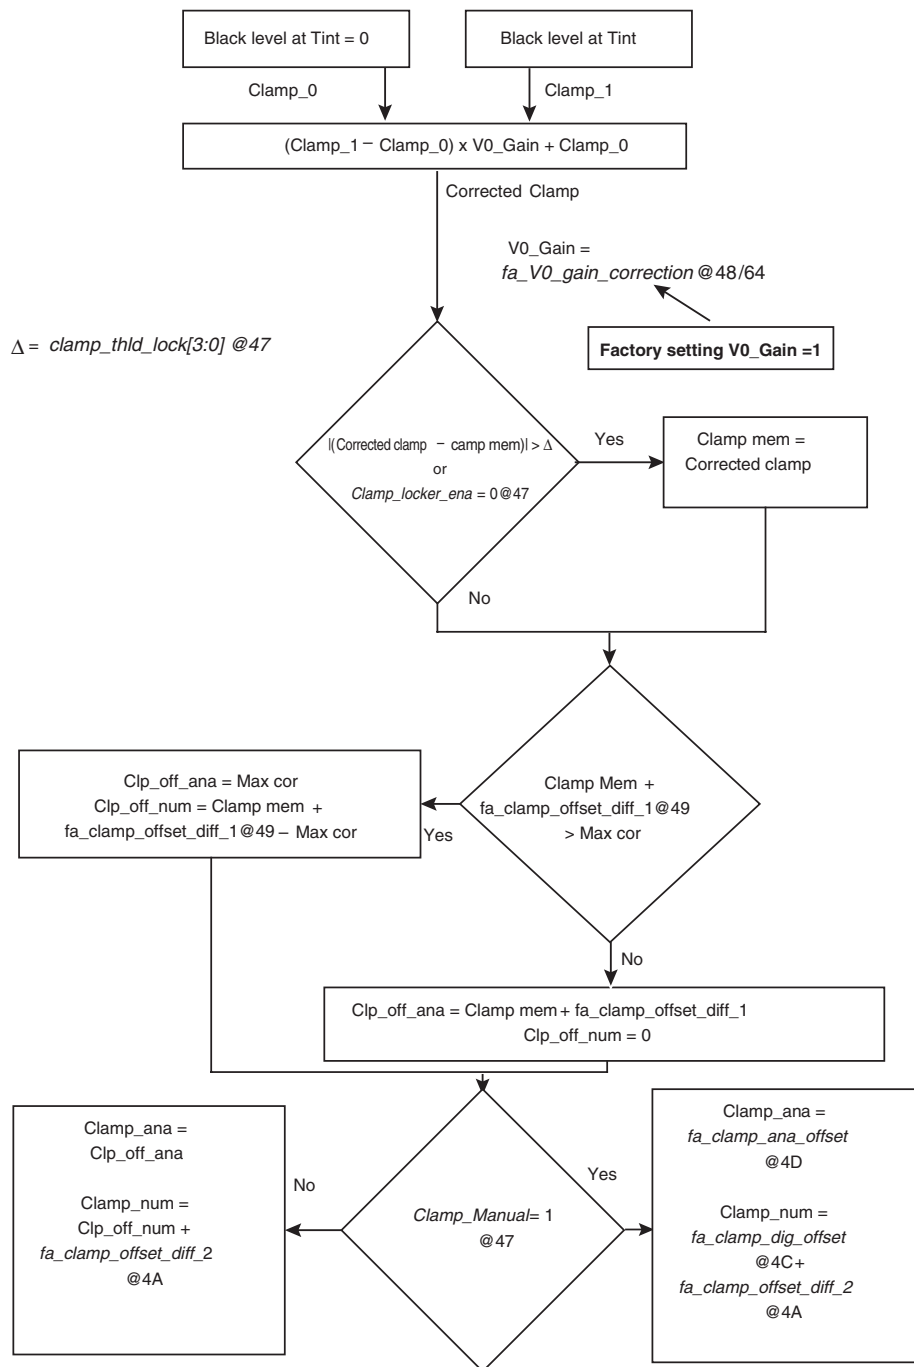 Black level at Tint = 0
Black level at Tint
Clamp_0
Clamp_1
(Clamp_1 – Clamp_0) x V0_Gain + Clamp_0
Corrected Clamp
V0_Gain =
fa_V0_gain_correction @48/64
Factory setting V0_Gain =1
Δ = clamp_thld_lock[3:0] @47
|(Corrected clamp – camp mem)| > Δ
or
Clamp_locker_ena = 0@47
Yes
Clamp mem =
Corrected clamp
No
Clamp Mem +
fa_clamp_offset_diff_1@49
> Max cor
Yes
Clp_off_ana = Max cor
Clp_off_num = Clamp mem +
fa_clamp_offset_diff_1@49 – Max cor
No
Clp_off_ana = Clamp mem + fa_clamp_offset_diff_1
Clp_off_num = 0
Clamp_Manual= 1
@47
No
Clamp_ana =
Clp_off_ana
Clamp_num =
Clp_off_num +
fa_clamp_offset_diff_2
@4A
Yes
Clamp_ana =
fa_clamp_ana_offset
@4D
Clamp_num =
fa_clamp_dig_offset
@4C+
fa_clamp_offset_diff_2
@4A